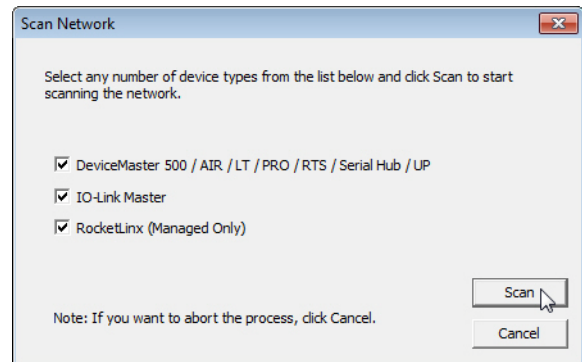 Scan Network
Select any number of device types from the list below and click Scan to start
scanning the network.
DeviceMaster 500 / AIR / LT / PRO / RTS / Serial Hub / UP
IO-Link Master
RocketLinx (Managed Only)
Scan
Note: If you want to abort the process, click Cancel.
Cancel